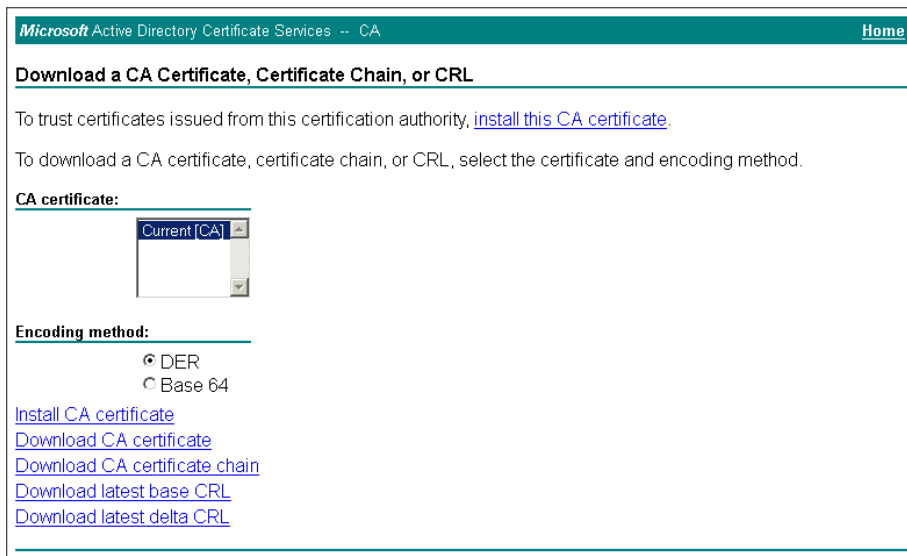 Microsoft Active Directory Certificate Services -- CA Home
Download a CA Certificate, Certificate Chain, or CRL
To trust certificates issued from this certification authority, install this CA certificate.
To download a CA certificate, certificate chain, or CRL, select the certificate and encoding method.
CA certificate:
Current [CA]
Encoding method:
DER
Base 64
Install CA certificate
Download CA certificate
Download CA certificate chain
Download latest base CRL
Download latest delta CRL